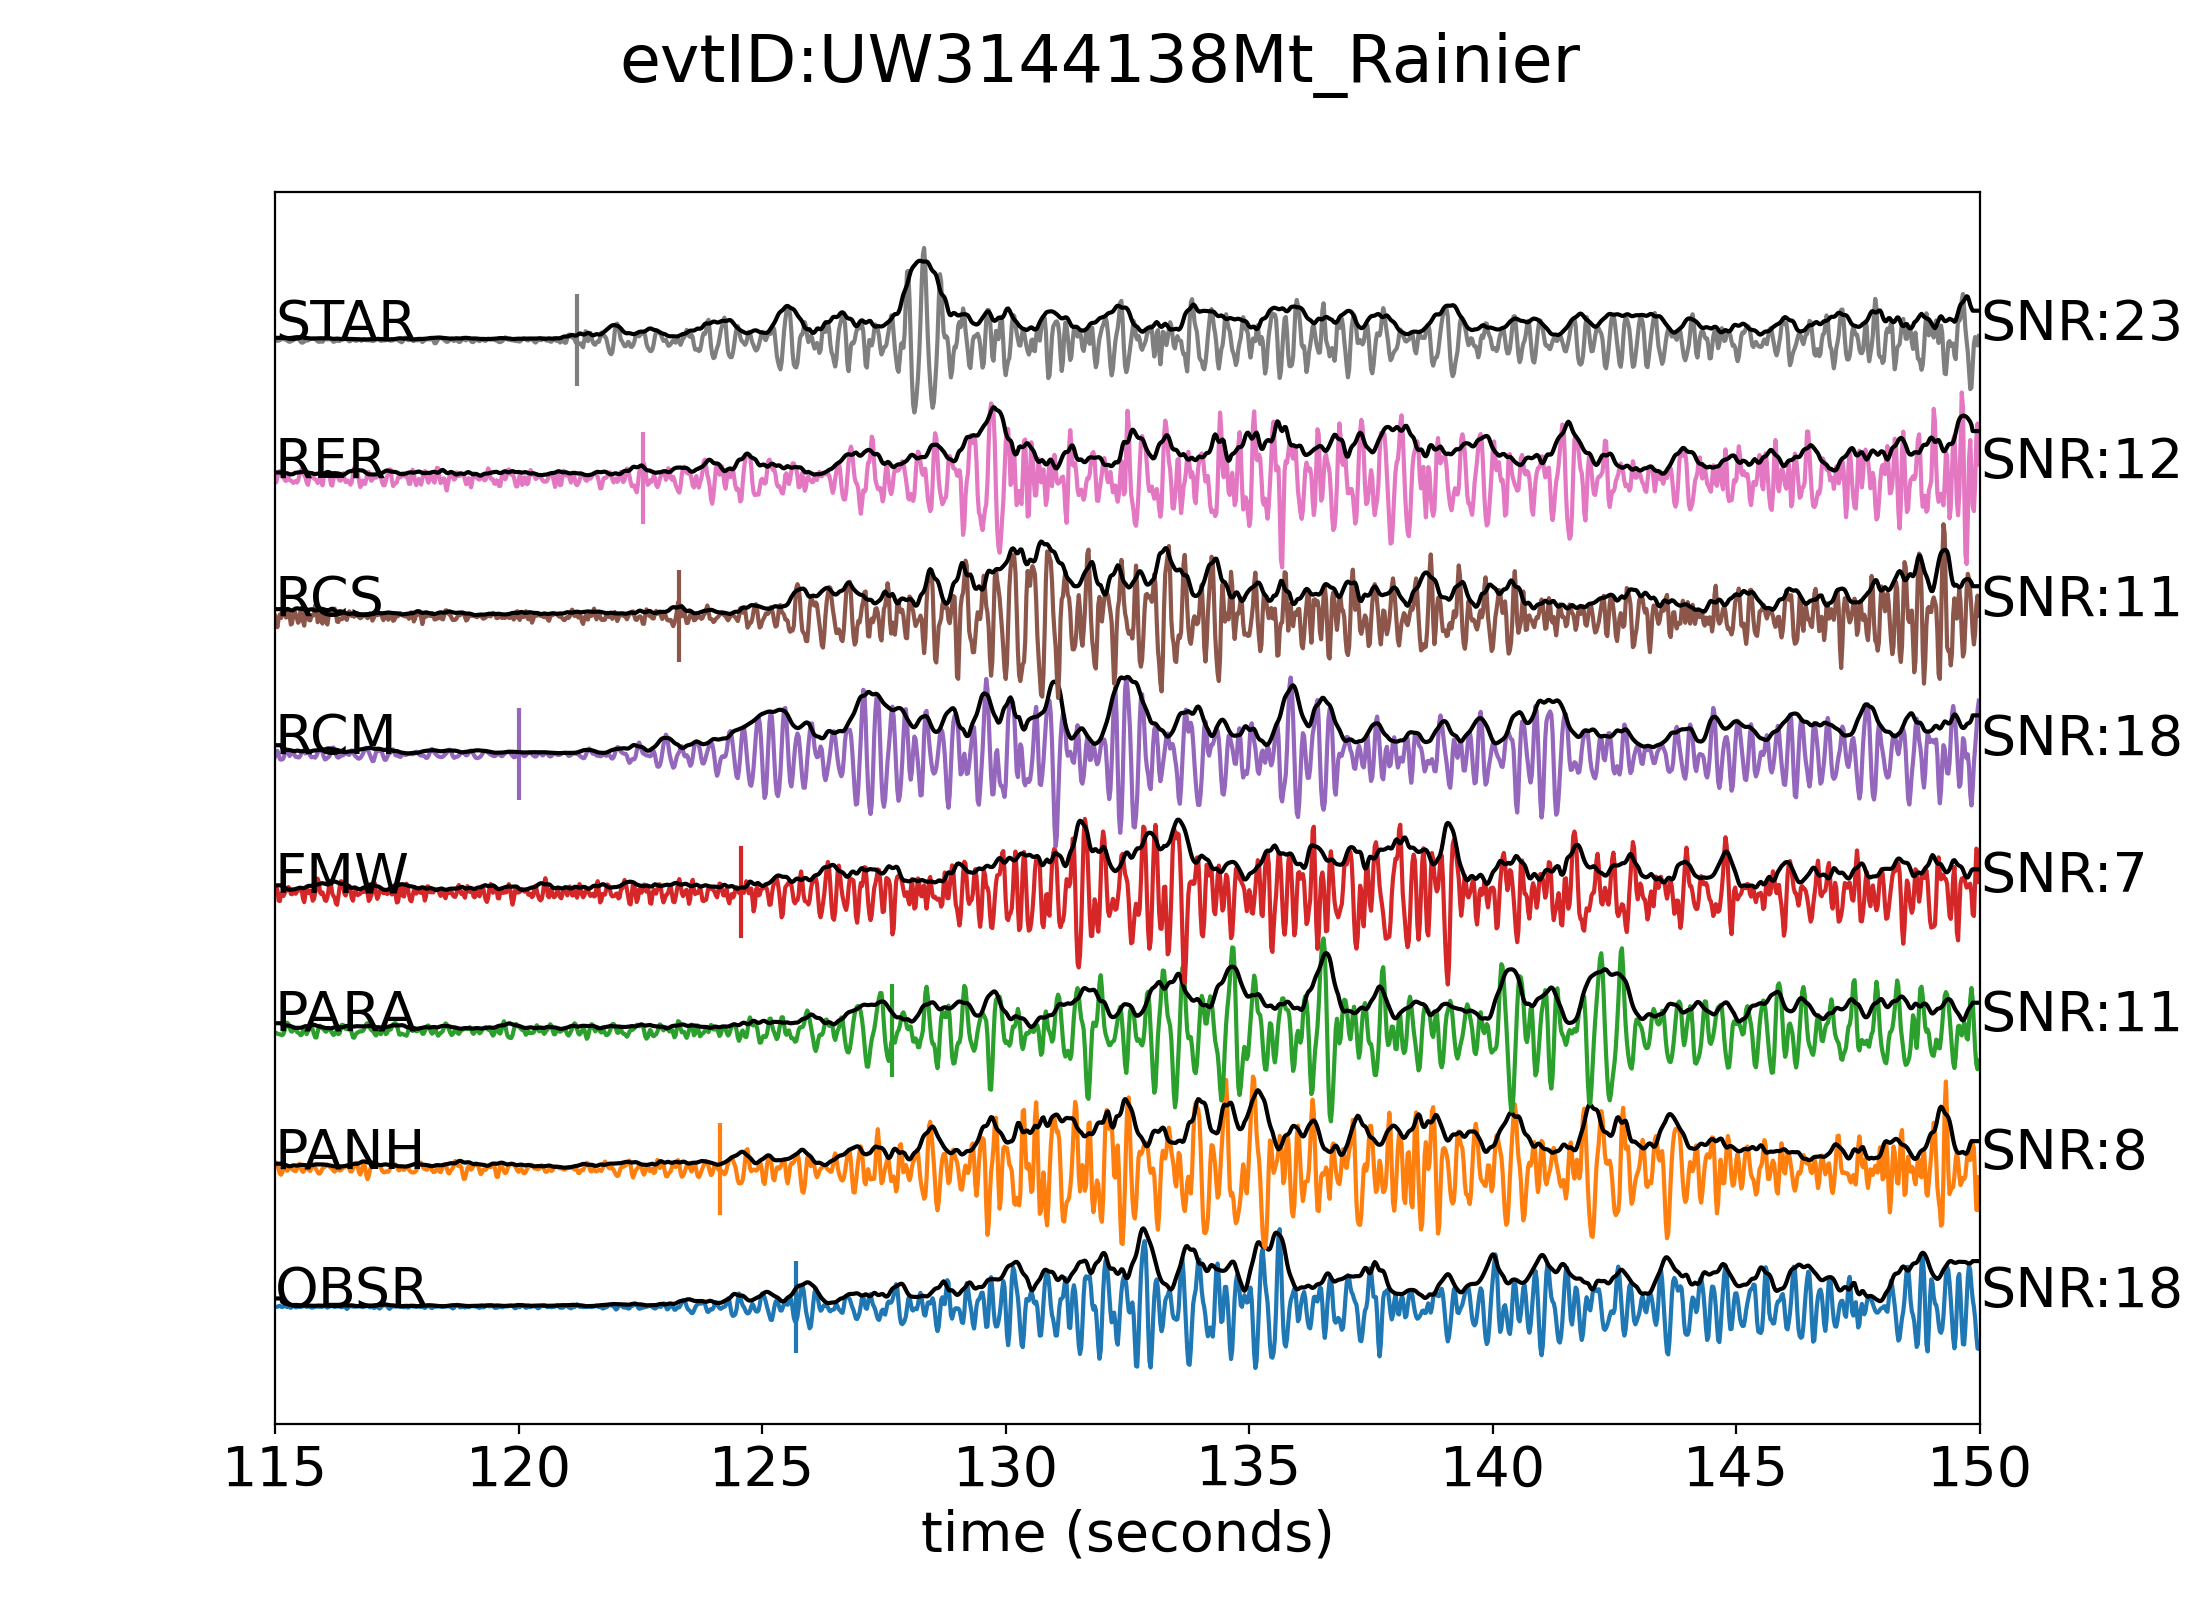 evtID:UW3144138Mt_Rainier
STAR SNR:23
RER SNR:12
RCS SNR:11
RCM SNR:18
FMW SNR:7
PARA SNR:11
PANH SNR:8
OBSR SNR:18
115 120 125 130 135 140 145 150
time (seconds)